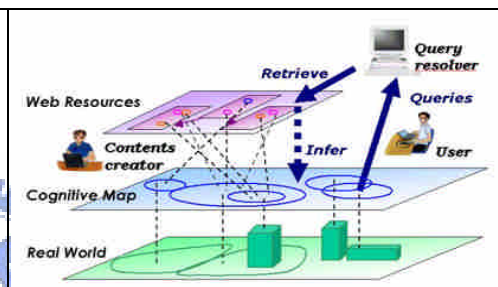 Query
resolver
Retrieve
Queries
Web Resources
Contents
creator
Infer
User
Cognitive Map
Real World